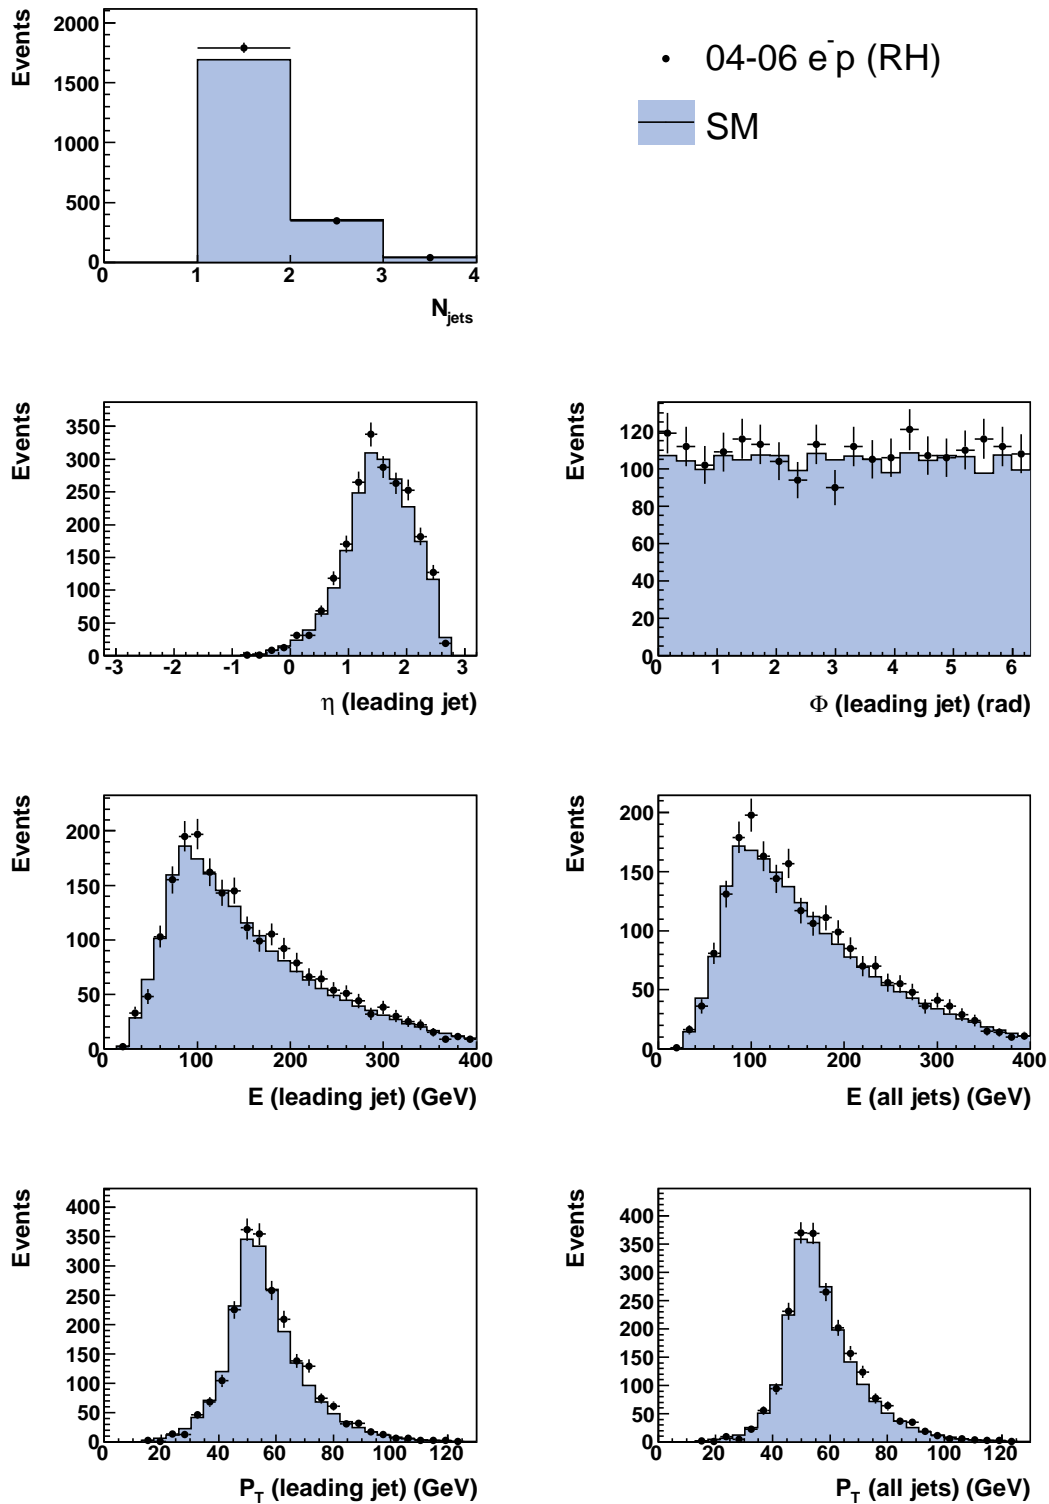 Events
2000
1500
1000
500
0
0 1 2 3 4
N_jets
04-06 e⁻p (RH)
SM
Events
350
300
250
200
150
100
50
0
-3 -2 -1 0 1 2 3
η (leading jet)
Events
120
100
80
60
40
20
0
0 1 2 3 4 5 6
Φ (leading jet) (rad)
Events
200
150
100
50
0
0 100 200 300 400
E (leading jet) (GeV)
Events
200
150
100
50
0
0 100 200 300 400
E (all jets) (GeV)
Events
400
350
300
250
200
150
100
50
0
0 20 40 60 80 100 120
P_T (leading jet) (GeV)
Events
400
350
300
250
200
150
100
50
0
0 20 40 60 80 100 120
P_T (all jets) (GeV)